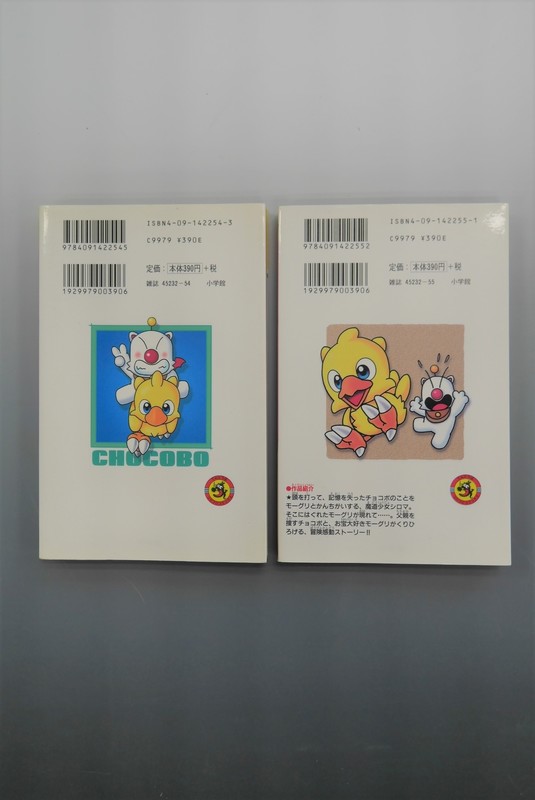 ISBN4-09-142254-3
C9979 ¥390E
9784091422545
定価：本体390円+税
雑誌 45232-54 小学館
1929979003906
CHOCOBO
ISBN4-09-142255-1
C9979 ¥390E
9784091422552
定価：本体390円+税
雑誌 45232-55 小学館
1929979003906
●作品紹介
★頭を打って、記憶を失ったチョコボのことを
モーグリとかんちがいする、魔道少女シロマ。
そこにはぐれたモーグリが現れて……。父親を
捜すチョコボと、お宝大好きモーグリがくりひ
ろげる、冒険感動ストーリー!!